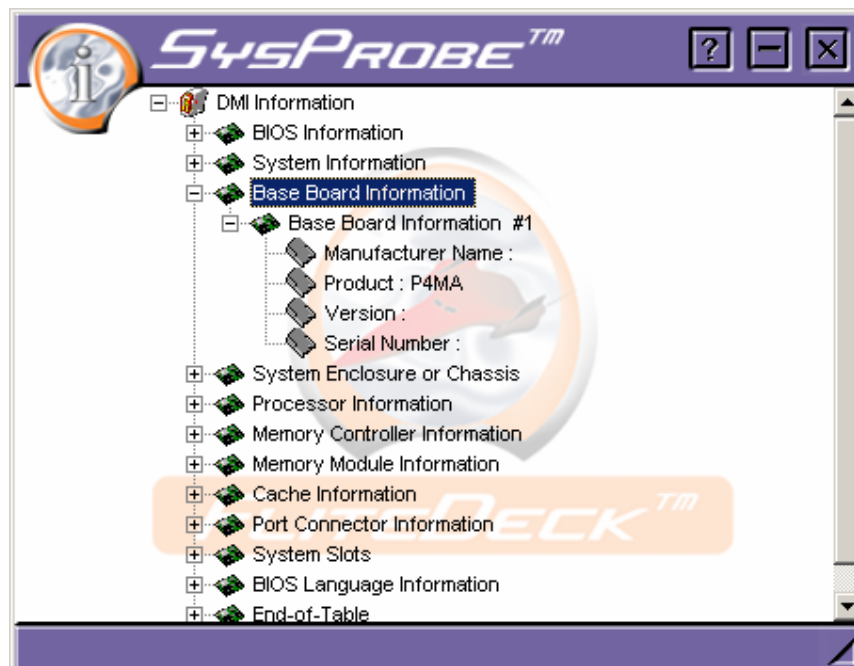 SysProbe™
? – X
DMI Information
BIOS Information
System Information
Base Board Information
Base Board Information #1
Manufacturer Name :
Product : P4MA
Version :
Serial Number :
System Enclosure or Chassis
Processor Information
Memory Controller Information
Memory Module Information
Cache Information
Port Connector Information
FliteDeck™
System Slots
BIOS Language Information
End-of-Table